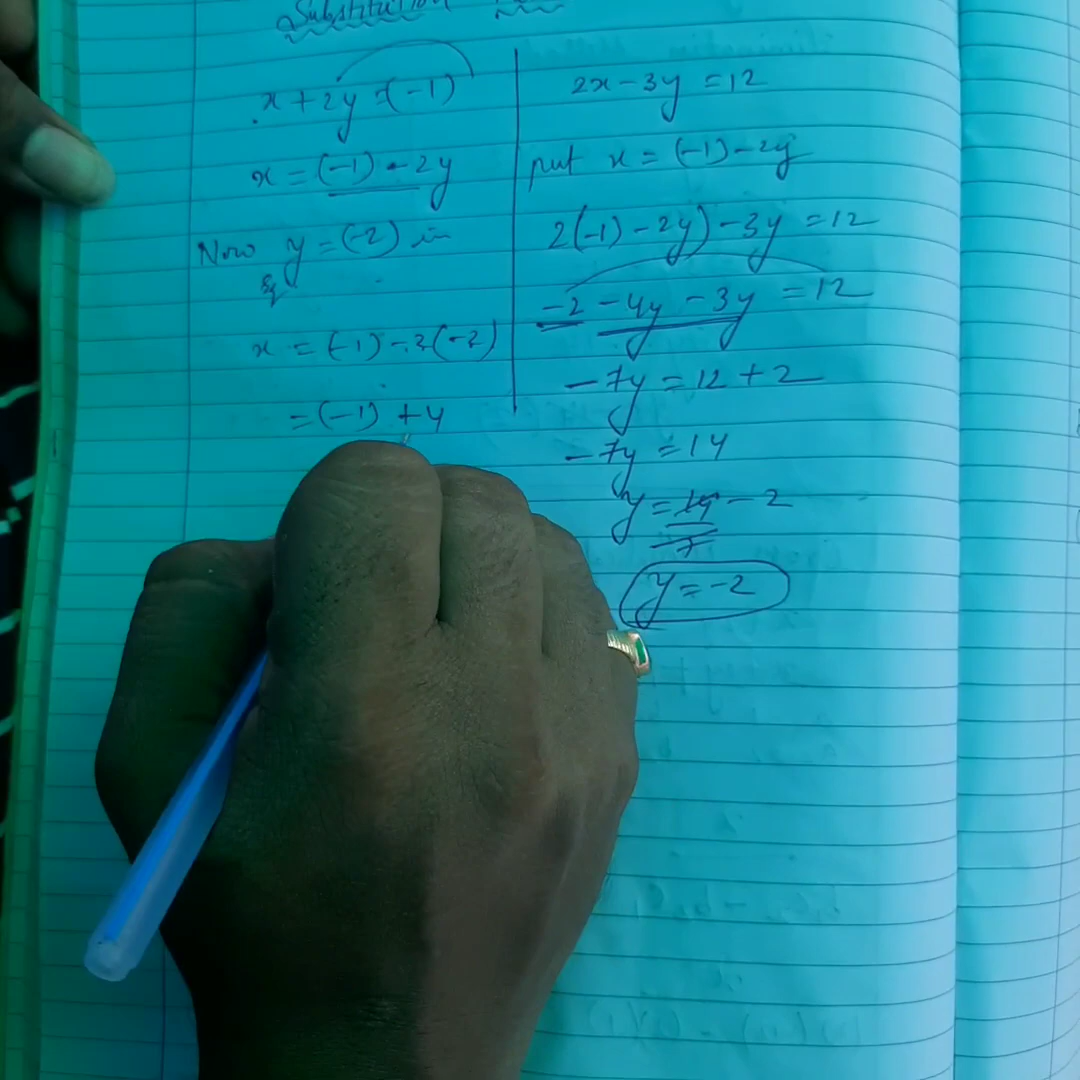 Substitution
x + 2y = (-1)
x = (-1) - 2y
Now y = (-2) in
Eq
x = (-1) - 2(-2)
= (-1) + 4
2x - 3y = 12
put x = (-1) - 2y
2(-1) - 2y) - 3y = 12
-2 - 4y - 3y = 12
-7y = 12 + 2
-7y = 14
y = 14 - 2
-7
y = -2